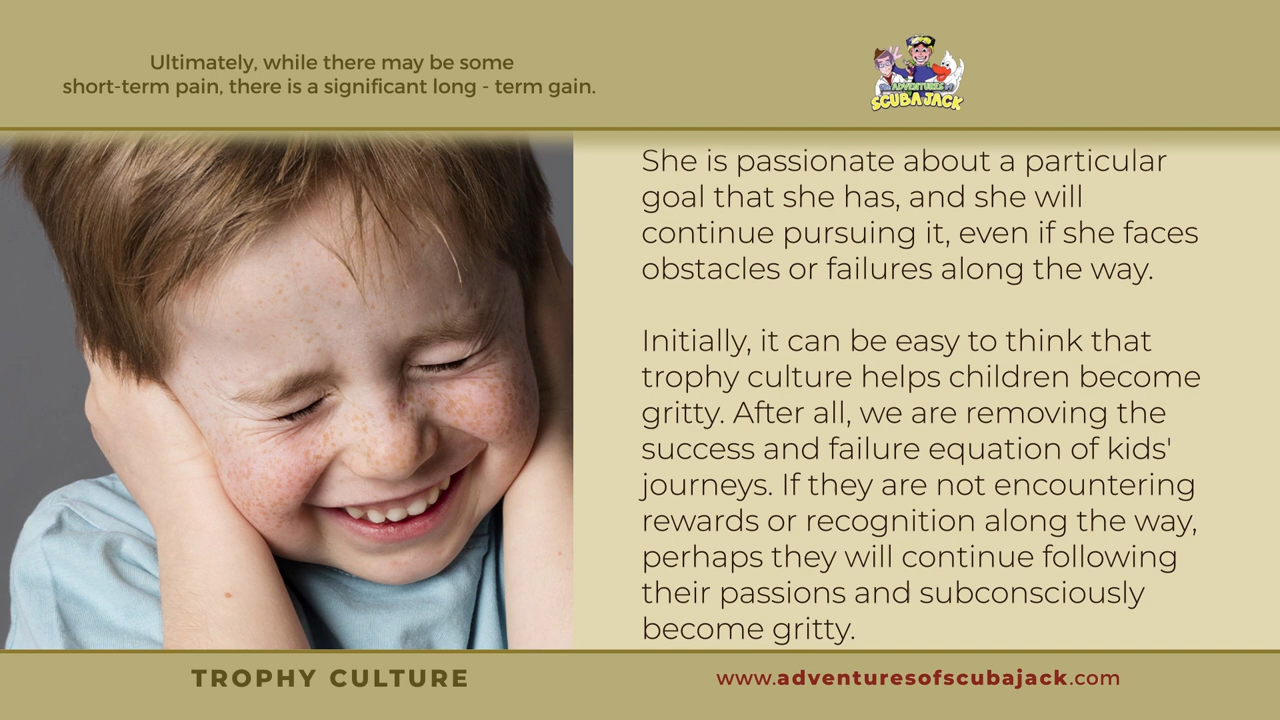 Ultimately, while there may be some
short-term pain, there is a significant long - term gain.
THE ADVENTURES OF
SCUBA JACK
She is passionate about a particular
goal that she has, and she will
continue pursuing it, even if she faces
obstacles or failures along the way.
Initially, it can be easy to think that
trophy culture helps children become
gritty. After all, we are removing the
success and failure equation of kids'
journeys. If they are not encountering
rewards or recognition along the way,
perhaps they will continue following
their passions and subconsciously
become gritty.
TROPHY CULTURE
www.adventuresofscubajack.com